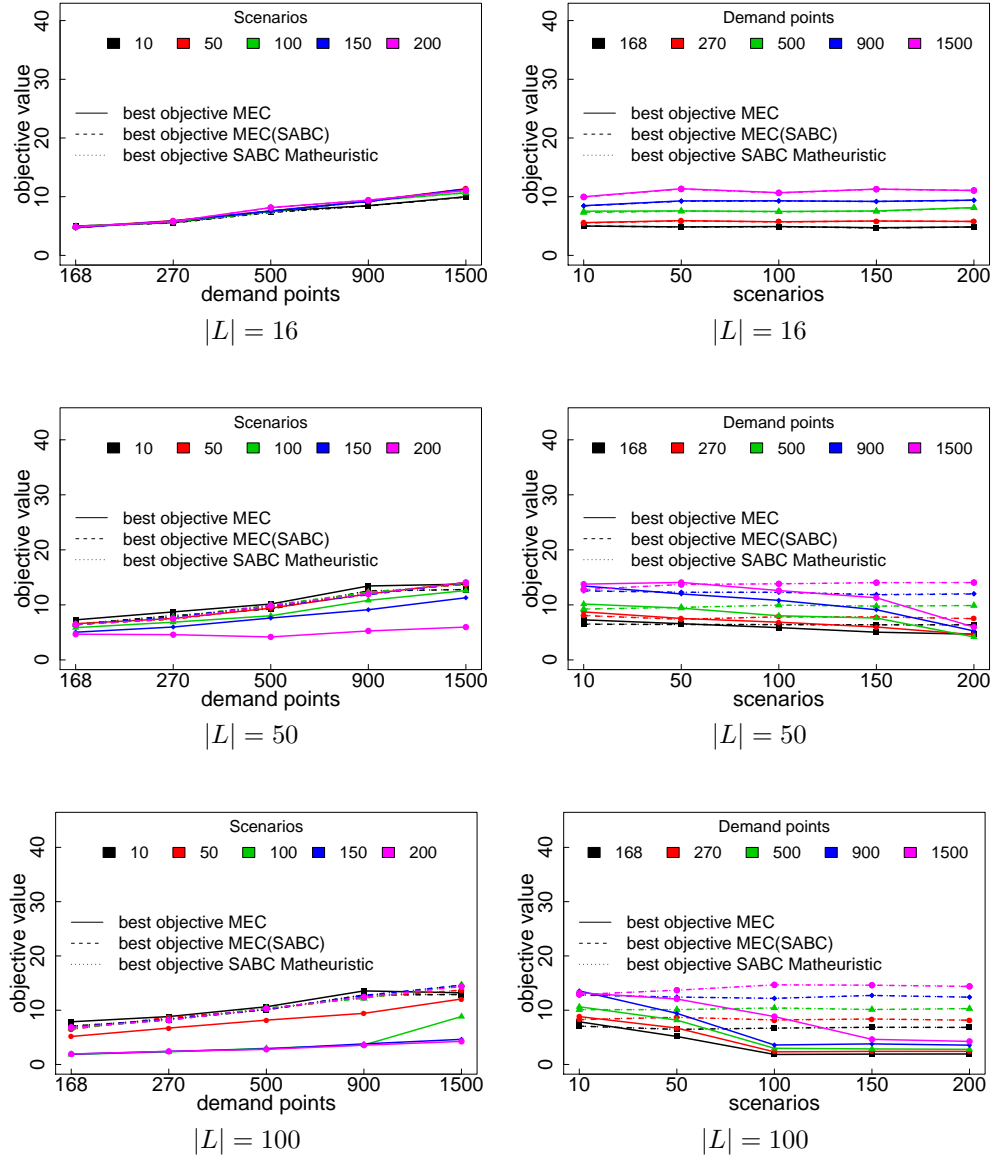 Scenarios
10 50 100 150 200
best objective MEC
best objective MEC(SABC)
best objective SABC Matheuristic
objective value
0 10 20 30 40
168 270 500 900 1500
demand points
|L| = 16
Demand points
168 270 500 900 1500
best objective MEC
best objective MEC(SABC)
best objective SABC Matheuristic
objective value
0 10 20 30 40
10 50 100 150 200
scenarios
|L| = 16
Scenarios
10 50 100 150 200
best objective MEC
best objective MEC(SABC)
best objective SABC Matheuristic
objective value
0 10 20 30 40
168 270 500 900 1500
demand points
|L| = 50
Demand points
168 270 500 900 1500
best objective MEC
best objective MEC(SABC)
best objective SABC Matheuristic
objective value
0 10 20 30 40
10 50 100 150 200
scenarios
|L| = 50
Scenarios
10 50 100 150 200
best objective MEC
best objective MEC(SABC)
best objective SABC Matheuristic
objective value
0 10 20 30 40
168 270 500 900 1500
demand points
|L| = 100
Demand points
168 270 500 900 1500
best objective MEC
best objective MEC(SABC)
best objective SABC Matheuristic
objective value
0 10 20 30 40
10 50 100 150 200
scenarios
|L| = 100